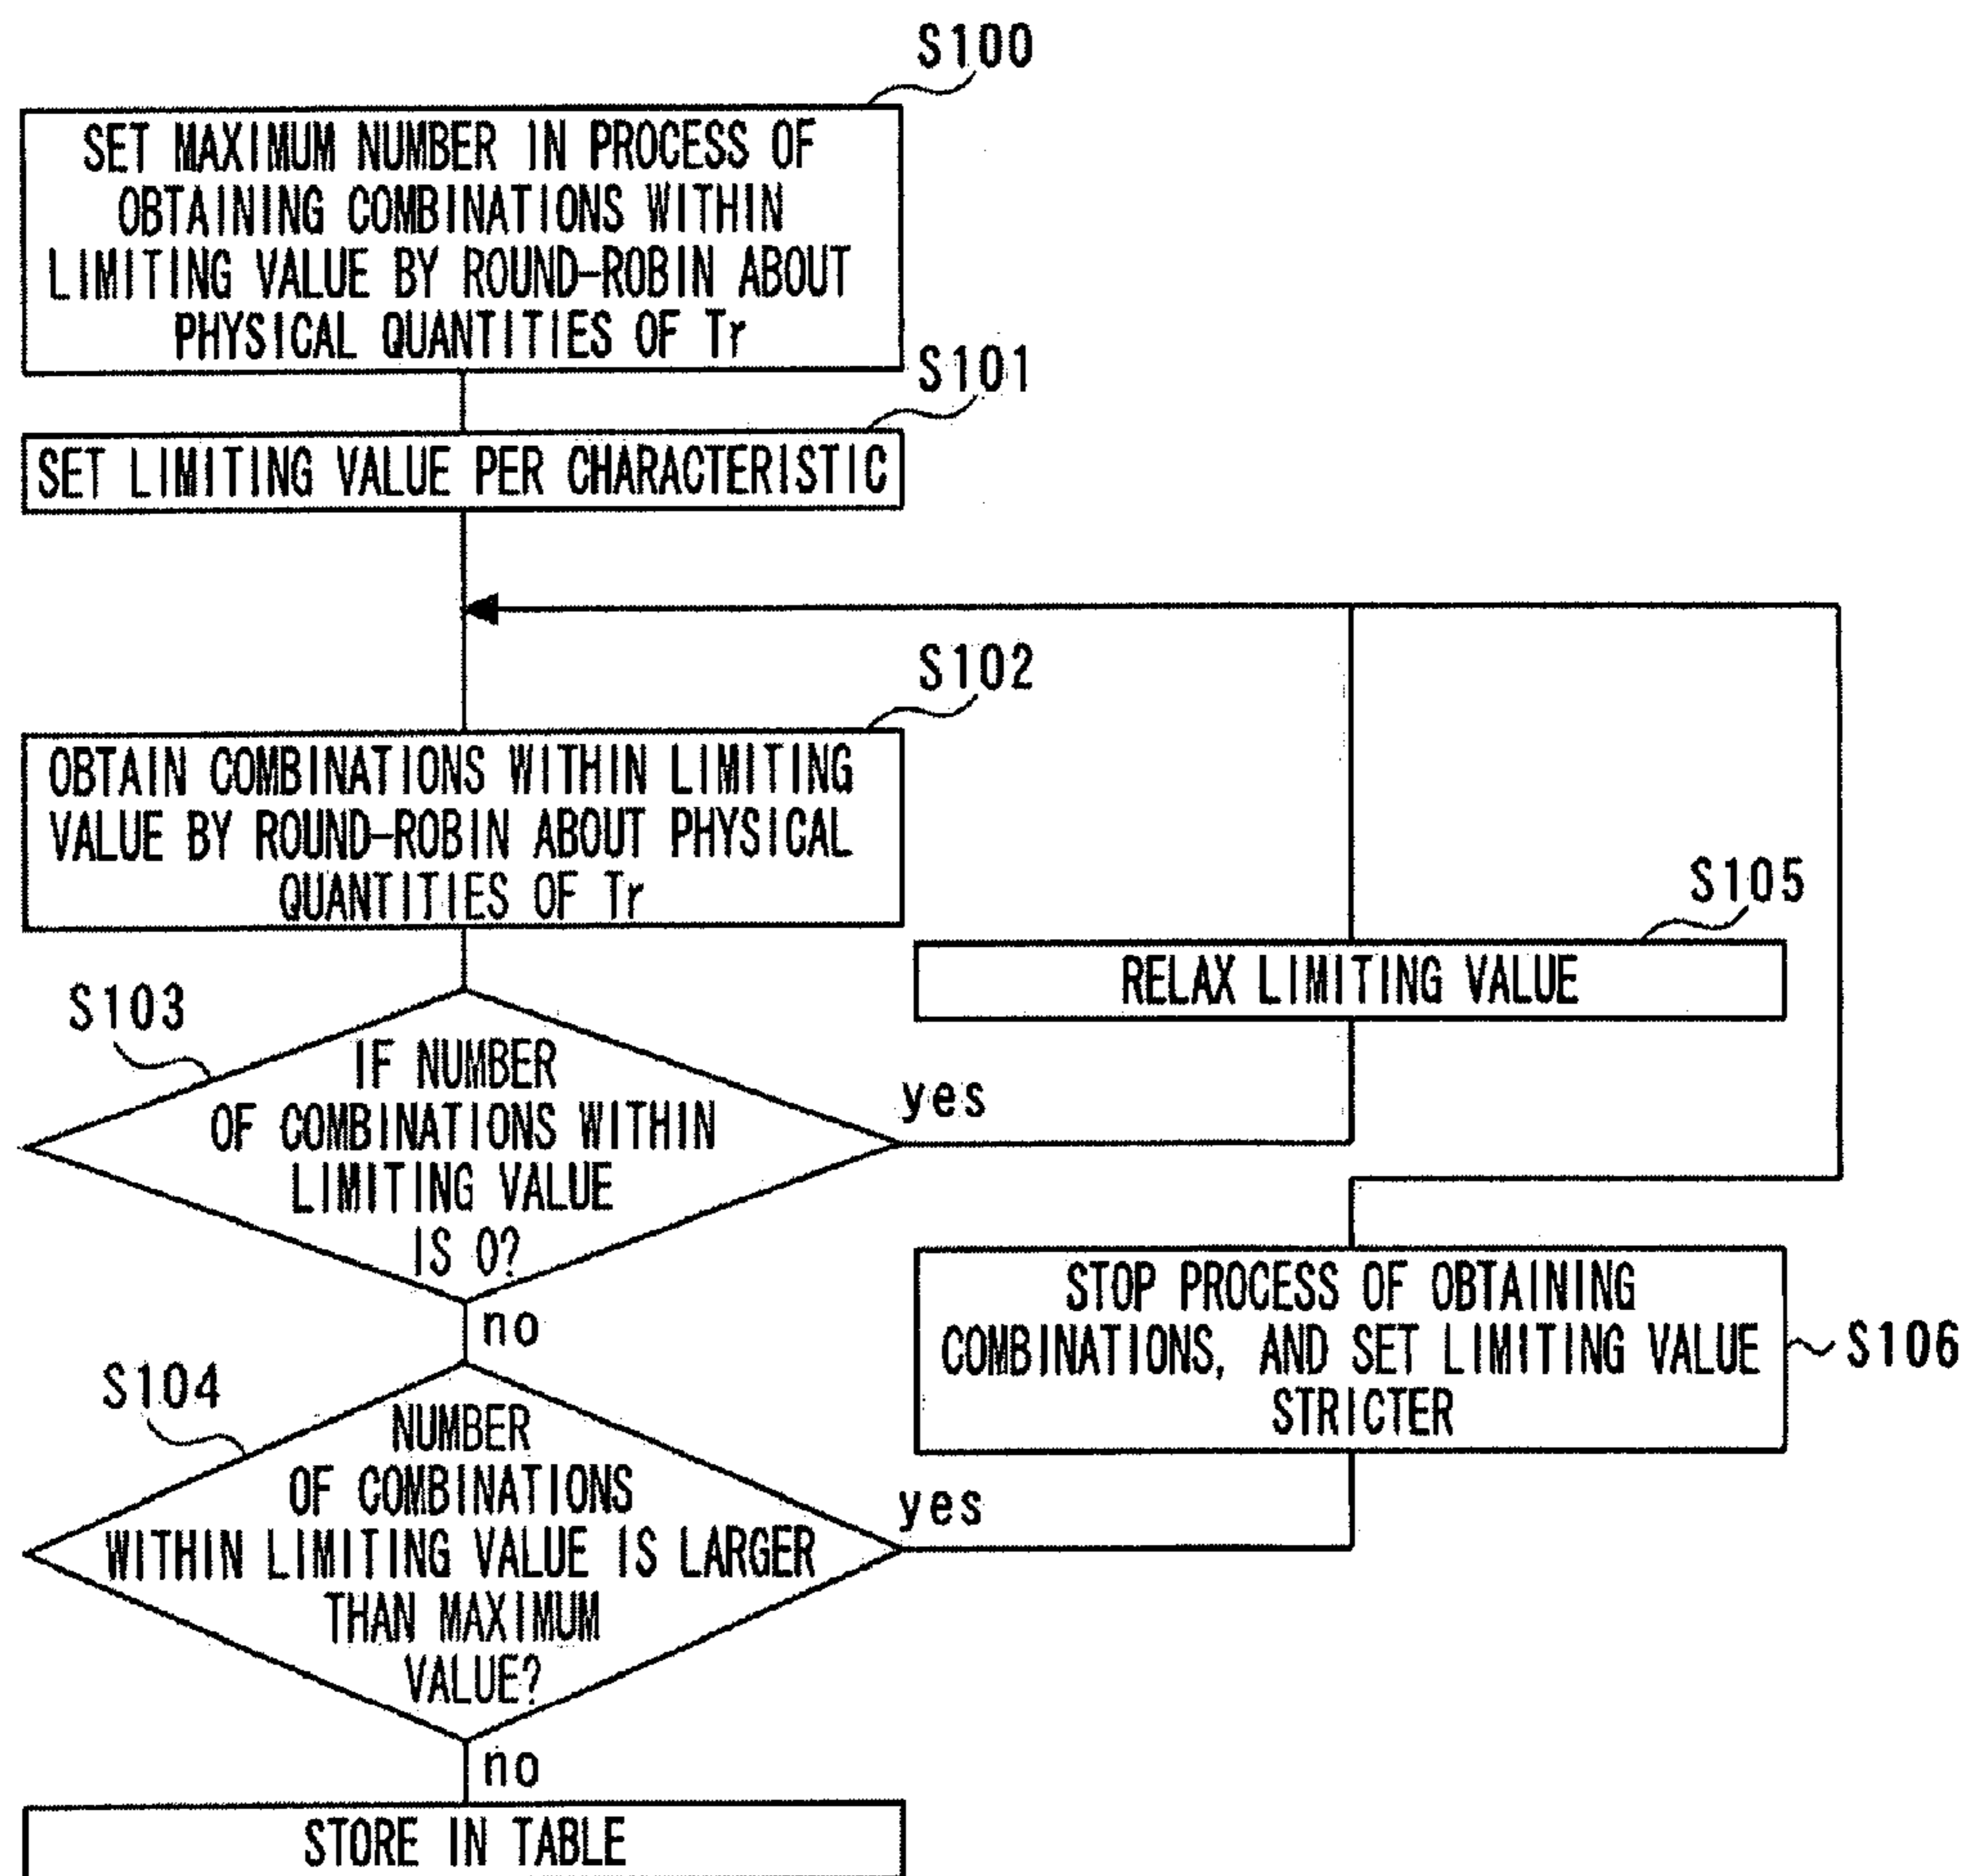 S100
SET MAXIMUM NUMBER IN PROCESS OF
OBTAINING COMBINATIONS WITHIN
LIMITING VALUE BY ROUND-ROBIN ABOUT
PHYSICAL QUANTITIES OF Tr
S101
SET LIMITING VALUE PER CHARACTERISTIC
S102
OBTAIN COMBINATIONS WITHIN LIMITING
VALUE BY ROUND-ROBIN ABOUT PHYSICAL
QUANTITIES OF Tr
S105
RELAX LIMITING VALUE
S103
IF NUMBER
OF COMBINATIONS WITHIN
LIMITING VALUE
IS 0?
yes
no
STOP PROCESS OF OBTAINING
COMBINATIONS, AND SET LIMITING VALUE
STRICTER
S106
S104
NUMBER
OF COMBINATIONS
WITHIN LIMITING VALUE IS LARGER
THAN MAXIMUM
VALUE?
yes
no
STORE IN TABLE